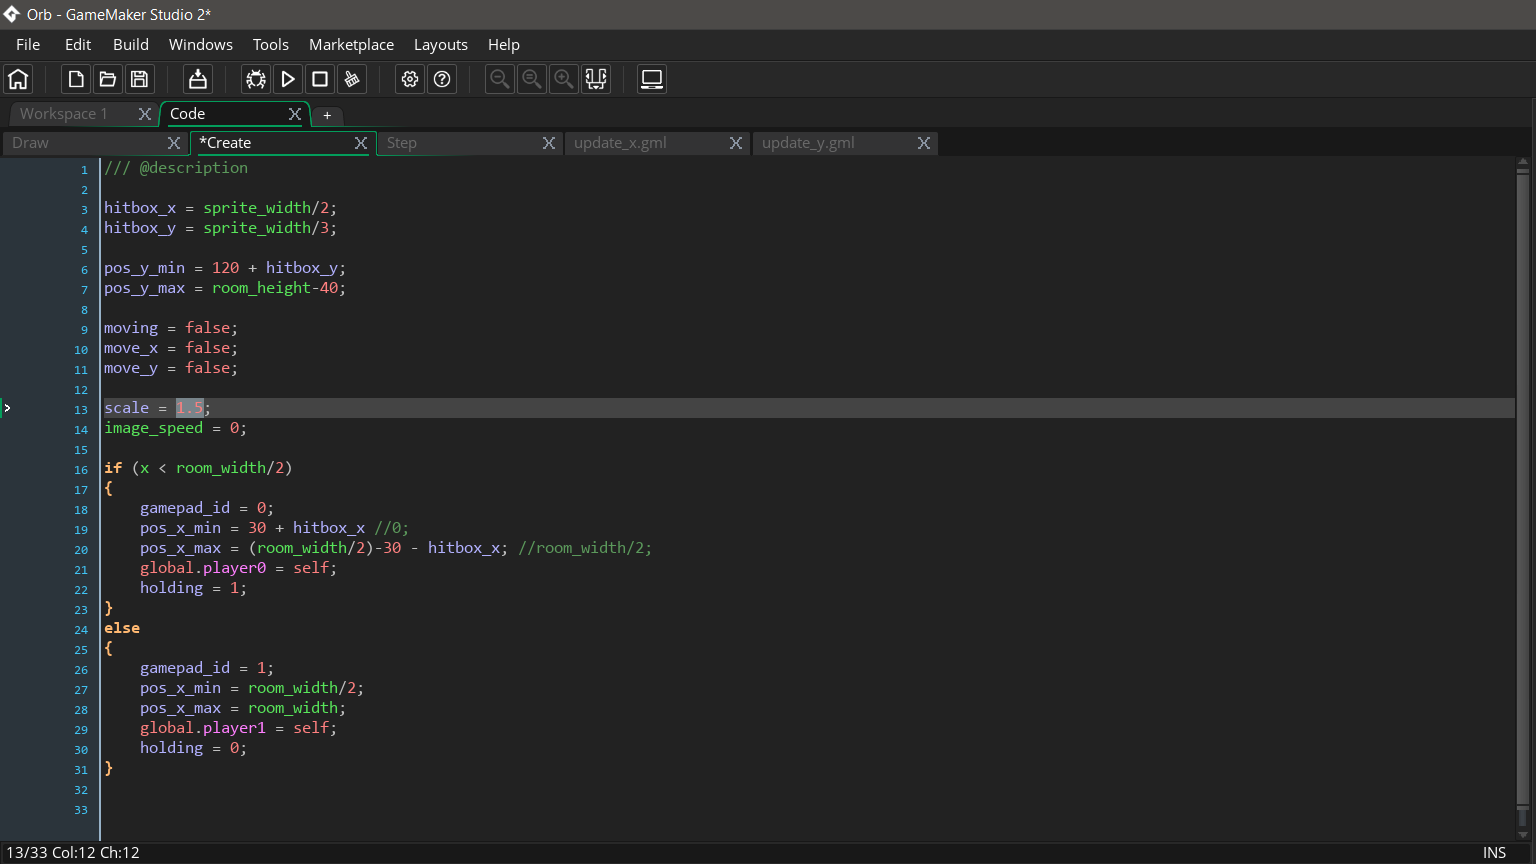 Orb - GameMaker Studio 2*
File Edit Build Windows Tools Marketplace Layouts Help
Workspace 1 X Code X +
Draw X *Create X Step X update_x.gml X update_y.gml X
1 /// @description
2
3 hitbox_x = sprite_width/2;
4 hitbox_y = sprite_width/3;
5
6 pos_y_min = 120 + hitbox_y;
7 pos_y_max = room_height-40;
8
9 moving = false;
10 move_x = false;
11 move_y = false;
12
13 scale = 1.5;
14 image_speed = 0;
15
16 if (x < room_width/2)
17 {
18     gamepad_id = 0;
19     pos_x_min = 30 + hitbox_x //0;
20     pos_x_max = (room_width/2)-30 - hitbox_x; //room_width/2;
21     global.player0 = self;
22     holding = 1;
23 }
24 else
25 {
26     gamepad_id = 1;
27     pos_x_min = room_width/2;
28     pos_x_max = room_width;
29     global.player1 = self;
30     holding = 0;
31 }
32
33
13/33 Col:12 Ch:12 INS